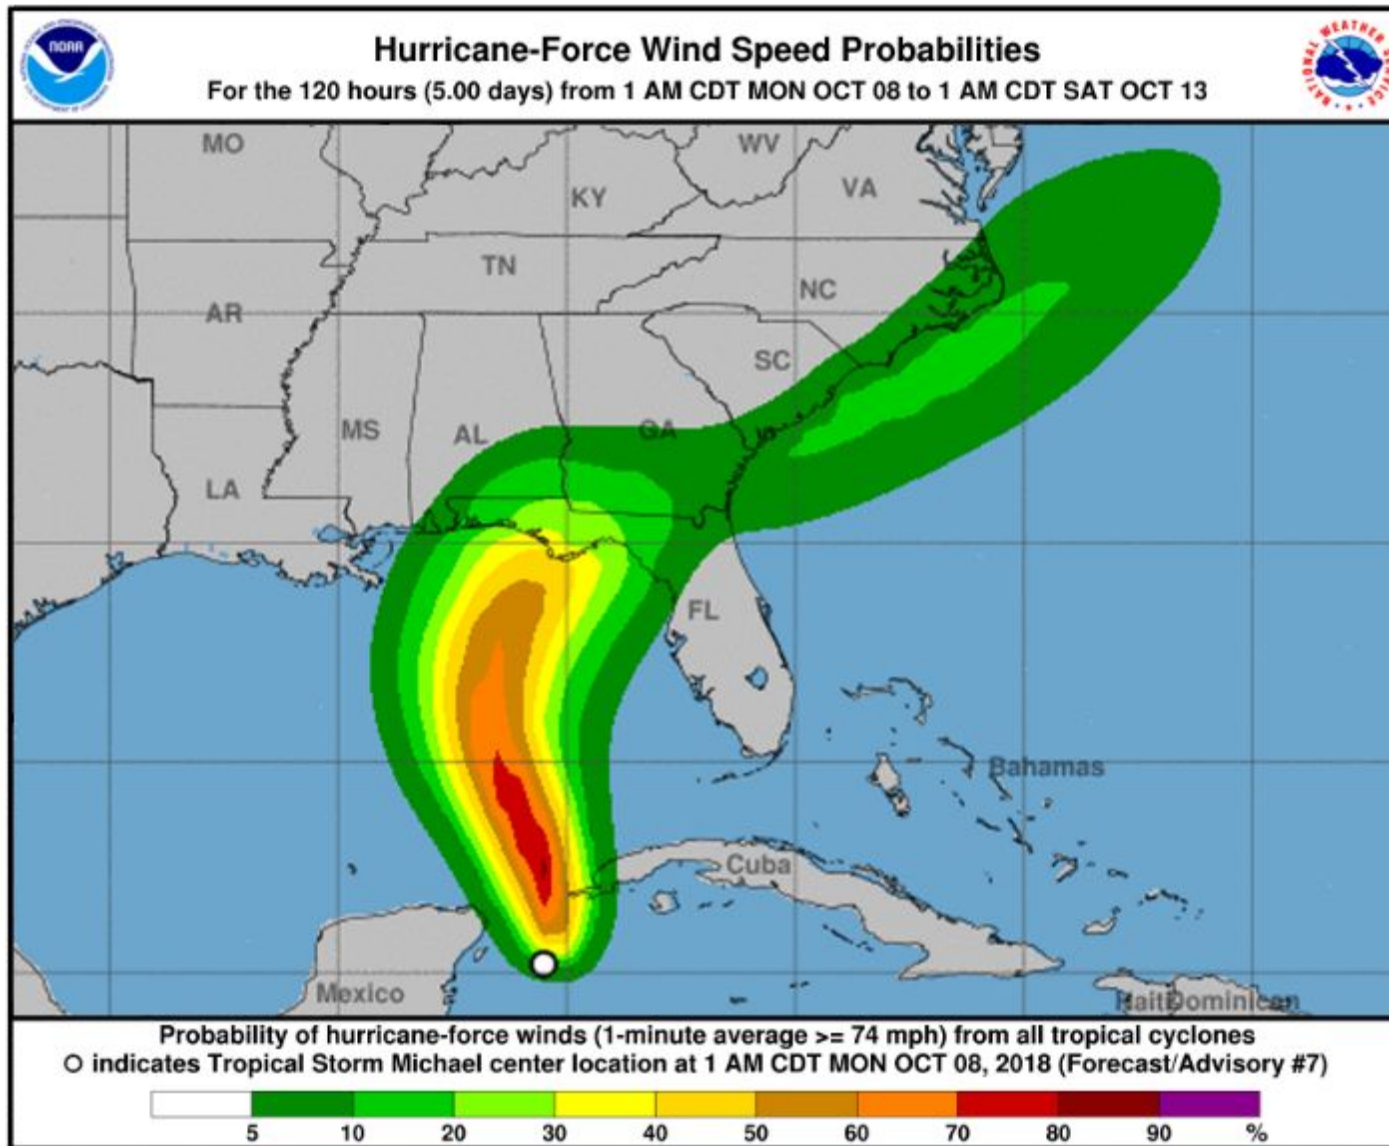 NOAA
Hurricane-Force Wind Speed Probabilities
For the 120 hours (5.00 days) from 1 AM CDT MON OCT 08 to 1 AM CDT SAT OCT 13
NATIONAL WEATHER SERVICE
MO
WV
KY
VA
TN
NC
AR
SC
MS
AL
GA
LA
FL
Bahamas
Cuba
Mexico
Haiti
Dominican
Probability of hurricane-force winds (1-minute average >= 74 mph) from all tropical cyclones
O indicates Tropical Storm Michael center location at 1 AM CDT MON OCT 08, 2018 (Forecast/Advisory #7)
5 10 20 30 40 50 60 70 80 90 %